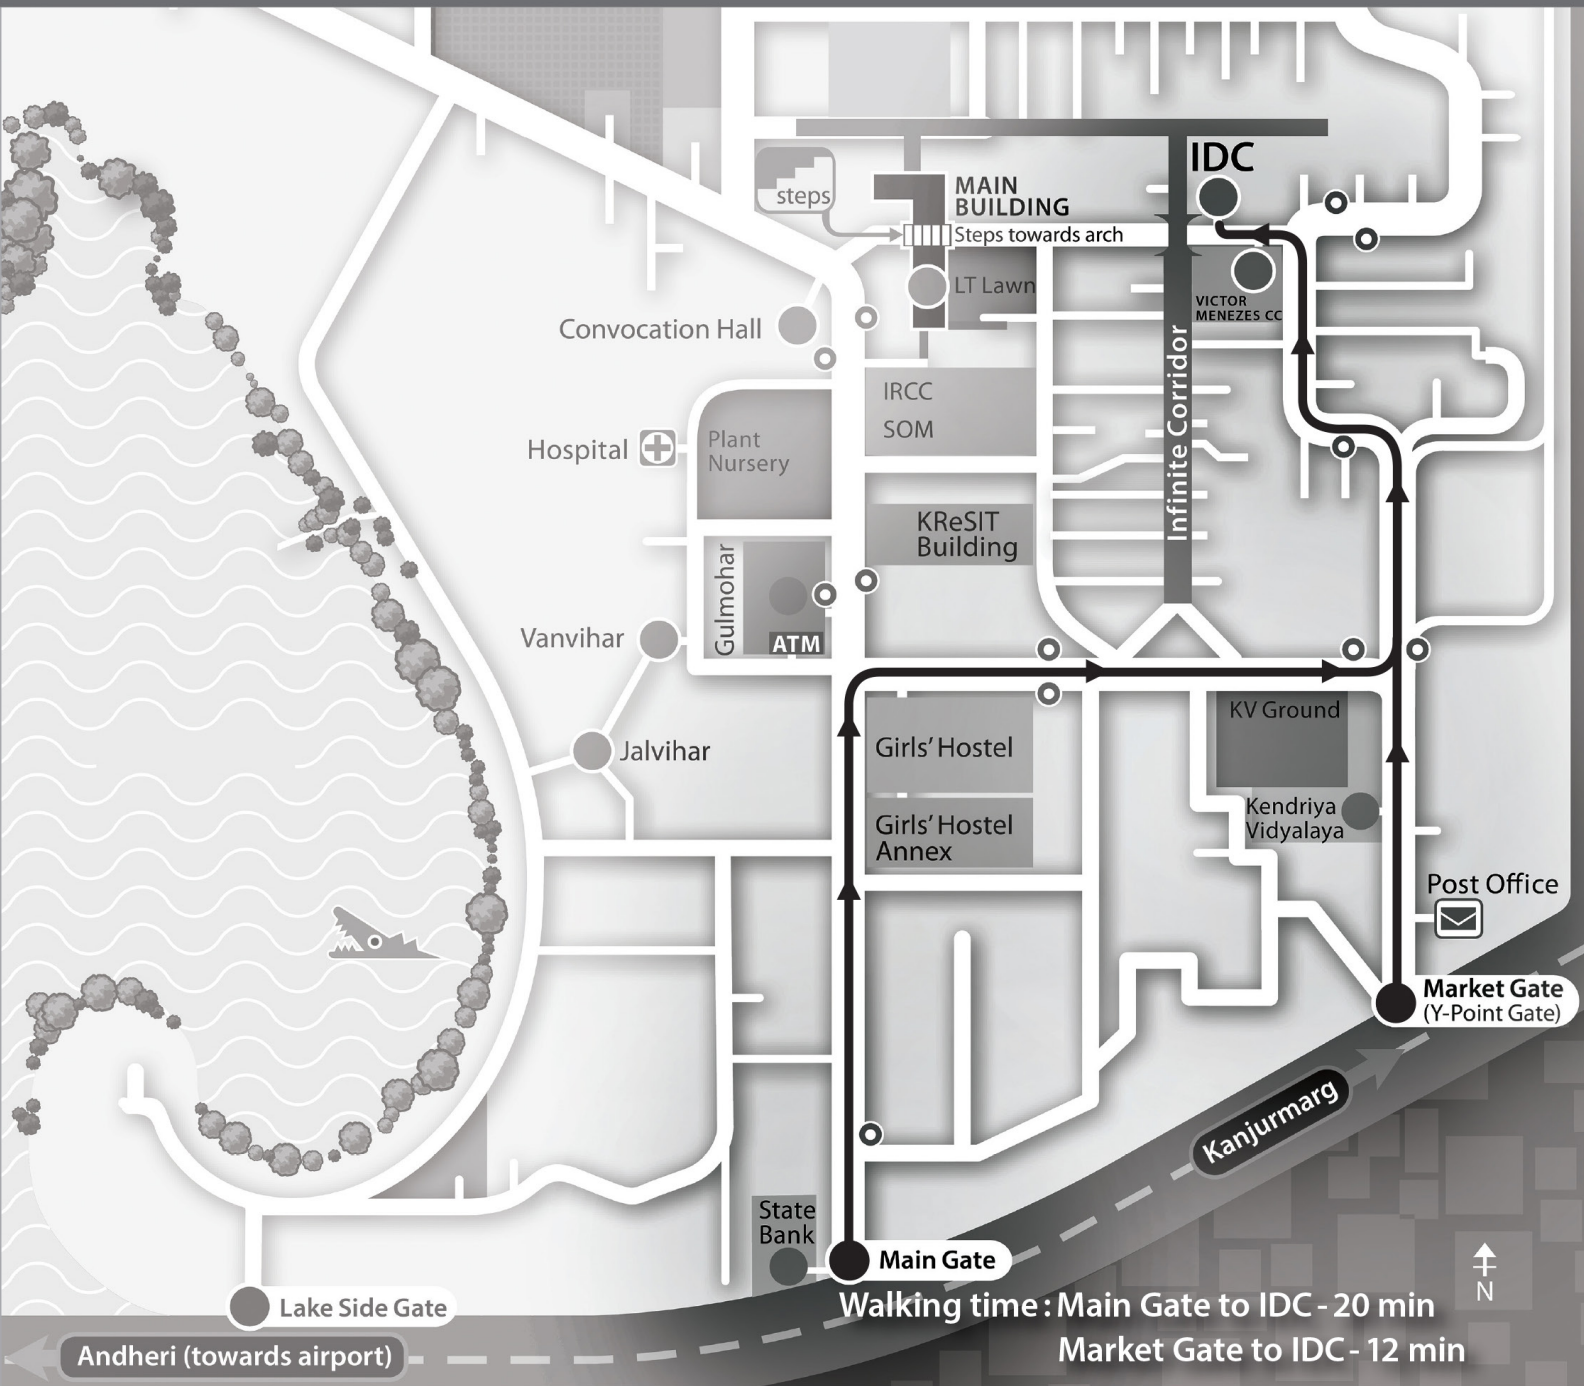 IDC
steps
MAIN
BUILDING
Steps towards arch
LT Lawn
VICTOR
MENEZES CC
Convocation Hall
Infinite Corridor
IRCC
SOM
Hospital
Plant
Nursery
KReSIT
Building
Gulmohar
ATM
Vanvihar
KV Ground
Jalvihar
Girls' Hostel
Kendriya
Vidyalaya
Girls' Hostel
Annex
Post Office
Market Gate
(Y-Point Gate)
Kanjurmarg
State
Bank
Main Gate
N
Lake Side Gate
Walking time : Main Gate to IDC - 20 min
Market Gate to IDC - 12 min
Andheri (towards airport)